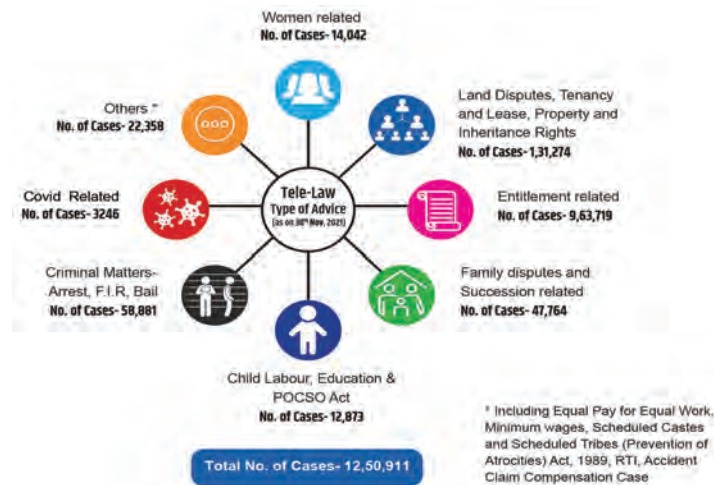 Women related
No. of Cases- 14,042
Land Disputes, Tenancy
and Lease, Property and
Inheritance Rights
No. of Cases- 1,31,274
Entitlement related
No. of Cases- 9,63,719
Family disputes and
Succession related
No. of Cases- 47,764
Child Labour, Education &
POCSO Act
No. of Cases- 12,873
Criminal Matters-
Arrest, F.I.R, Bail
No. of Cases- 58,881
Covid Related
No. of Cases- 3246
Others *
No. of Cases- 22,358
Tele-Law
Type of Advice
(as on 30th Nov, 2021)
Total No. of Cases- 12,50,911
* Including Equal Pay for Equal Work,
Minimum wages, Scheduled Castes
and Scheduled Tribes (Prevention of
Atrocities) Act, 1989, RTI, Accident
Claim Compensation Case